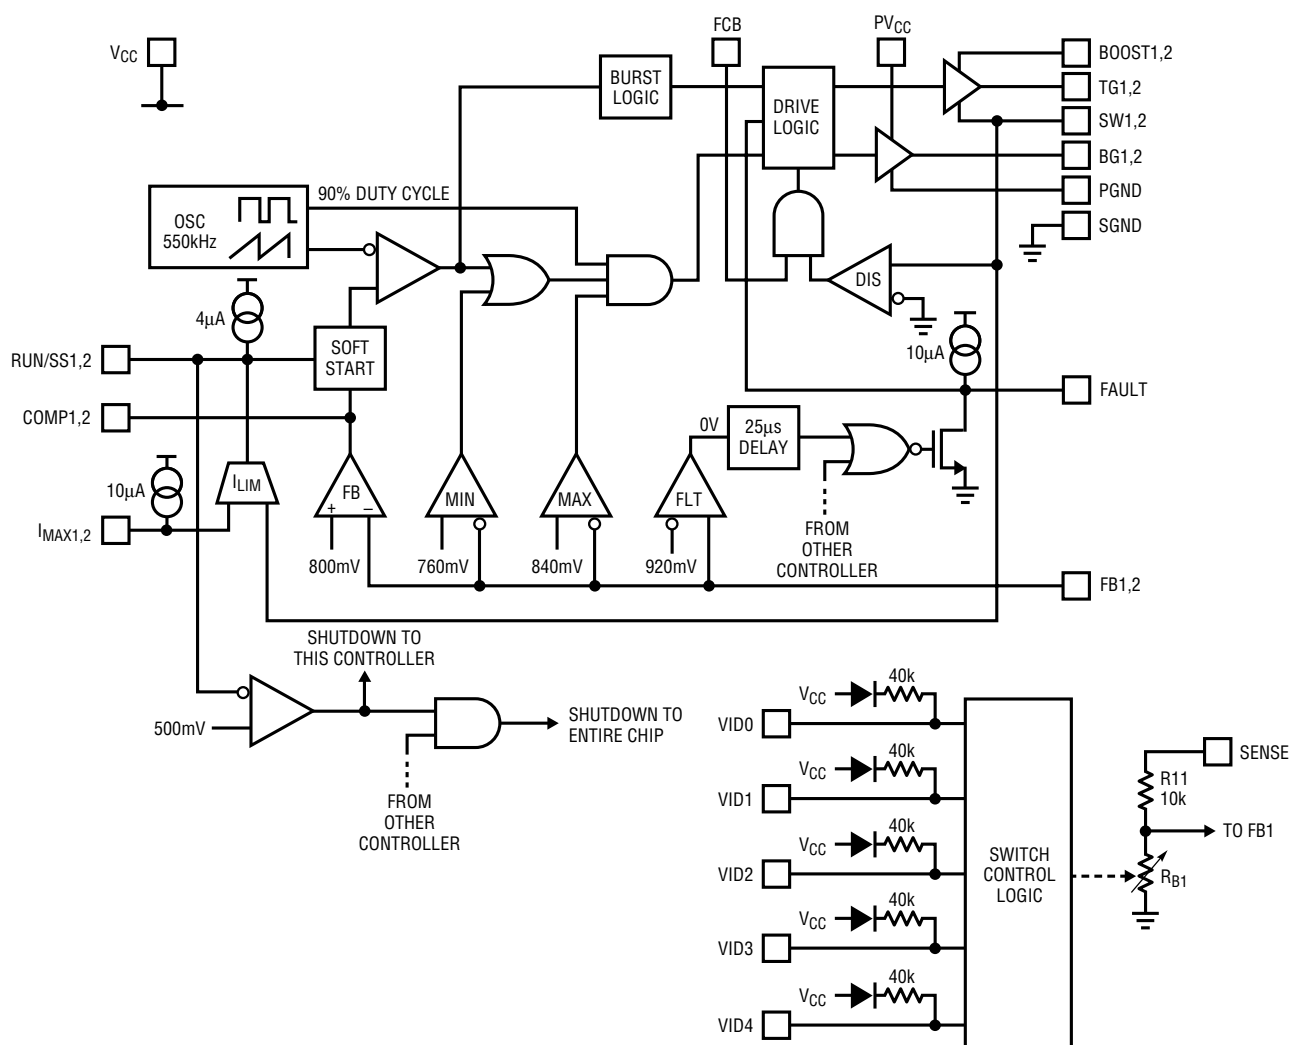 FCB
PVCC
VCC
BOOST1,2
BURST
LOGIC
TG1,2
DRIVE
LOGIC
SW1,2
BG1,2
90% DUTY CYCLE
PGND
OSC
550kHz
SGND
DIS
4µA
10µA
RUN/SS1,2
SOFT
START
FAULT
COMP1,2
0V
25µs
DELAY
10µA
ILIM
FB
+ −
MIN
MAX
FLT
IMAX1,2
FROM
OTHER
CONTROLLER
800mV
760mV
840mV
920mV
FB1,2
SHUTDOWN TO
THIS CONTROLLER
500mV
SHUTDOWN TO
ENTIRE CHIP
FROM
OTHER
CONTROLLER
VCC
40k
VID0
VCC
40k
VID1
VCC
40k
VID2
VCC
40k
VID3
VCC
40k
VID4
SWITCH
CONTROL
LOGIC
SENSE
R11
10k
TO FB1
RB1